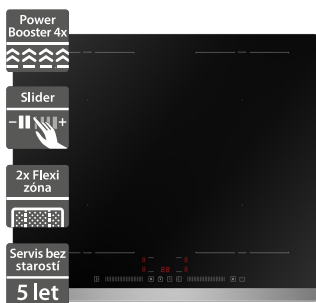 Power
Booster 4x
Slider
2x Flexi
zóna
Servis bez
starostí
5 let